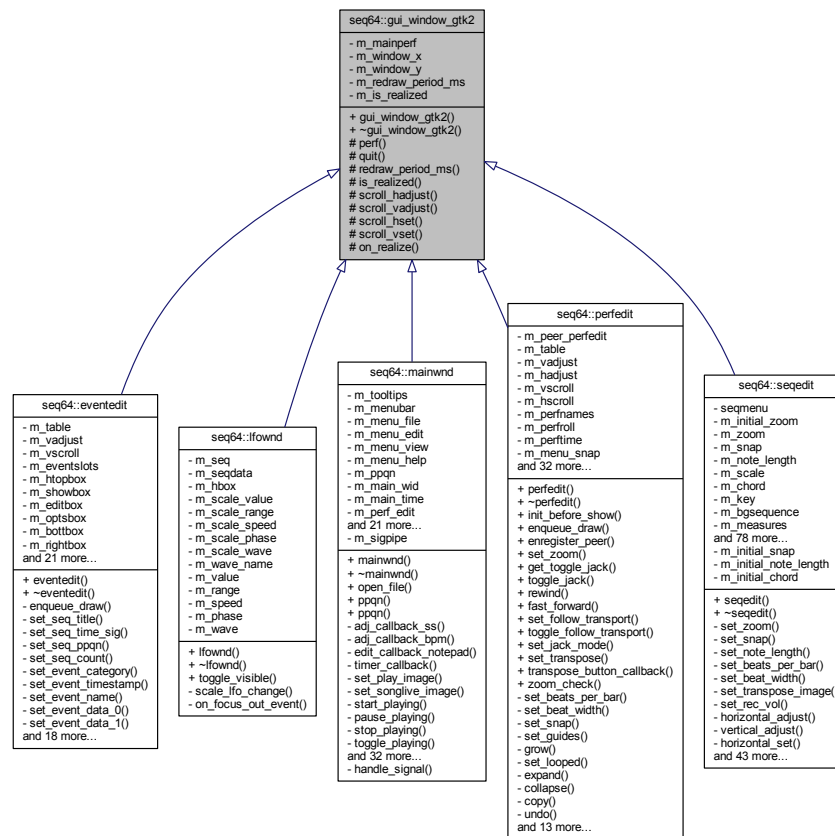 seq64::gui_window_gtk2
- m_mainperf
- m_window_x
- m_window_y
- m_redraw_period_ms
- m_is_realized
+ gui_window_gtk2()
+ ~gui_window_gtk2()
# perf()
# quit()
# redraw_period_ms()
# is_realized()
# scroll_hadjust()
# scroll_vadjust()
# scroll_hset()
# scroll_vset()
# on_realize()
seq64::eventedit
- m_table
- m_vadjust
- m_vscroll
- m_eventslots
- m_htopbox
- m_showbox
- m_editbox
- m_optsbox
- m_bottbox
- m_rightbox
and 21 more...
+ eventedit()
+ ~eventedit()
- enqueue_draw()
- set_seq_title()
- set_seq_time_sig()
- set_seq_ppqn()
- set_seq_count()
- set_event_category()
- set_event_timestamp()
- set_event_name()
- set_event_data_0()
- set_event_data_1()
and 18 more...
seq64::lfownd
- m_seq
- m_seqdata
- m_hbox
- m_scale_value
- m_scale_range
- m_scale_speed
- m_scale_phase
- m_scale_wave
- m_wave_name
- m_value
- m_range
- m_speed
- m_phase
- m_wave
+ lfownd()
+ ~lfownd()
+ toggle_visible()
- scale_lfo_change()
- on_focus_out_event()
seq64::mainwnd
- m_tooltips
- m_menubar
- m_menu_file
- m_menu_edit
- m_menu_view
- m_menu_help
- m_ppqn
- m_main_wid
- m_main_time
- m_perf_edit
and 21 more...
- m_sigpipe
+ mainwnd()
+ ~mainwnd()
+ open_file()
+ ppqn()
+ ppqn()
- adj_callback_ss()
- adj_callback_bpm()
- edit_callback_notepad()
- timer_callback()
- set_play_image()
- set_songlive_image()
- start_playing()
- pause_playing()
- stop_playing()
- toggle_playing()
and 32 more...
- handle_signal()
seq64::perfedit
- m_peer_perfedit
- m_table
- m_vadjust
- m_hadjust
- m_vscroll
- m_hscroll
- m_perfnames
- m_perfroll
- m_perftime
- m_menu_snap
and 32 more...
+ perfedit()
+ ~perfedit()
+ init_before_show()
+ enqueue_draw()
+ enregister_peer()
+ set_zoom()
+ get_toggle_jack()
+ toggle_jack()
+ rewind()
+ fast_forward()
+ set_follow_transport()
+ toggle_follow_transport()
+ set_jack_mode()
+ set_transpose()
+ transpose_button_callback()
+ zoom_check()
- set_beats_per_bar()
- set_beat_width()
- set_snap()
- set_guides()
- grow()
- set_looped()
- expand()
- collapse()
- copy()
- undo()
and 13 more...
seq64::seqedit
- seqmenu
- m_initial_zoom
- m_zoom
- m_snap
- m_note_length
- m_scale
- m_chord
- m_key
- m_bgsequence
- m_measures
and 78 more...
- m_initial_snap
- m_initial_note_length
- m_initial_chord
+ seqedit()
+ ~seqedit()
- set_zoom()
- set_snap()
- set_note_length()
- set_beats_per_bar()
- set_beat_width()
- set_transpose_image()
- set_rec_vol()
- horizontal_adjust()
- vertical_adjust()
- horizontal_set()
and 43 more...